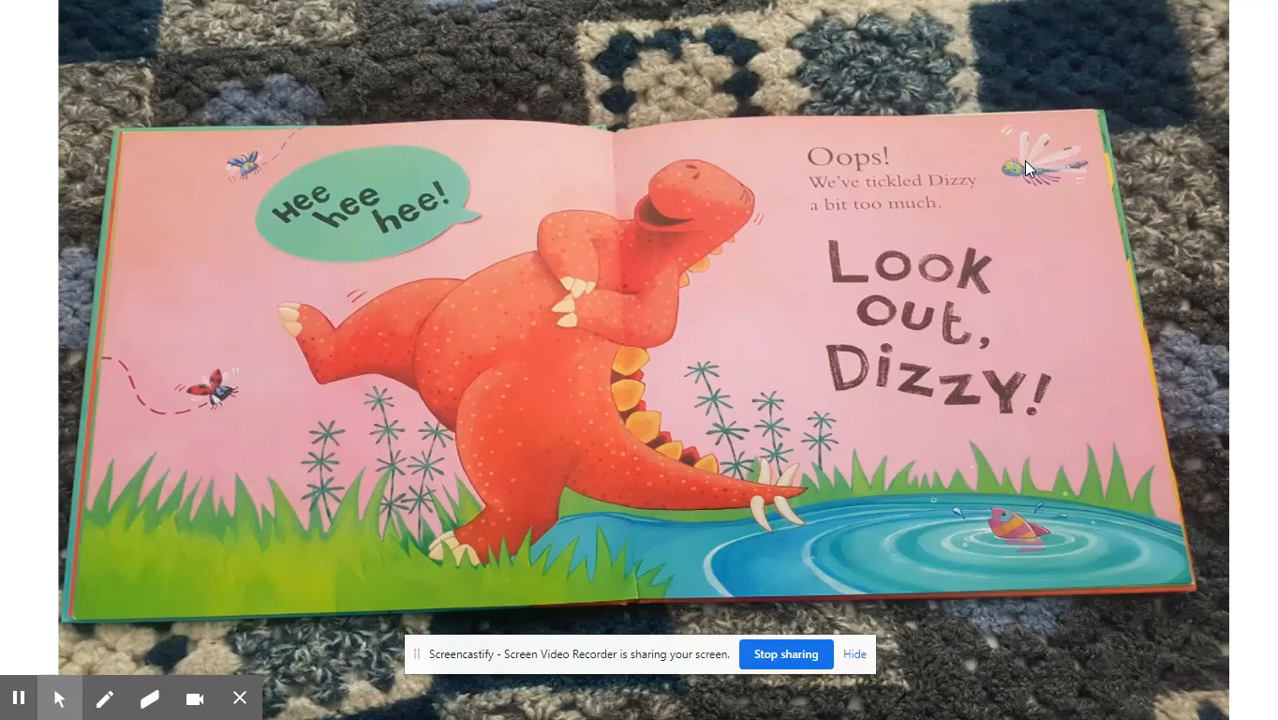 Hee
hee
hee!
Oops!
We've tickled Dizzy
a bit too much.
Look
out,
Dizzy!
Screencastify - Screen Video Recorder is sharing your screen.
Stop sharing
Hide